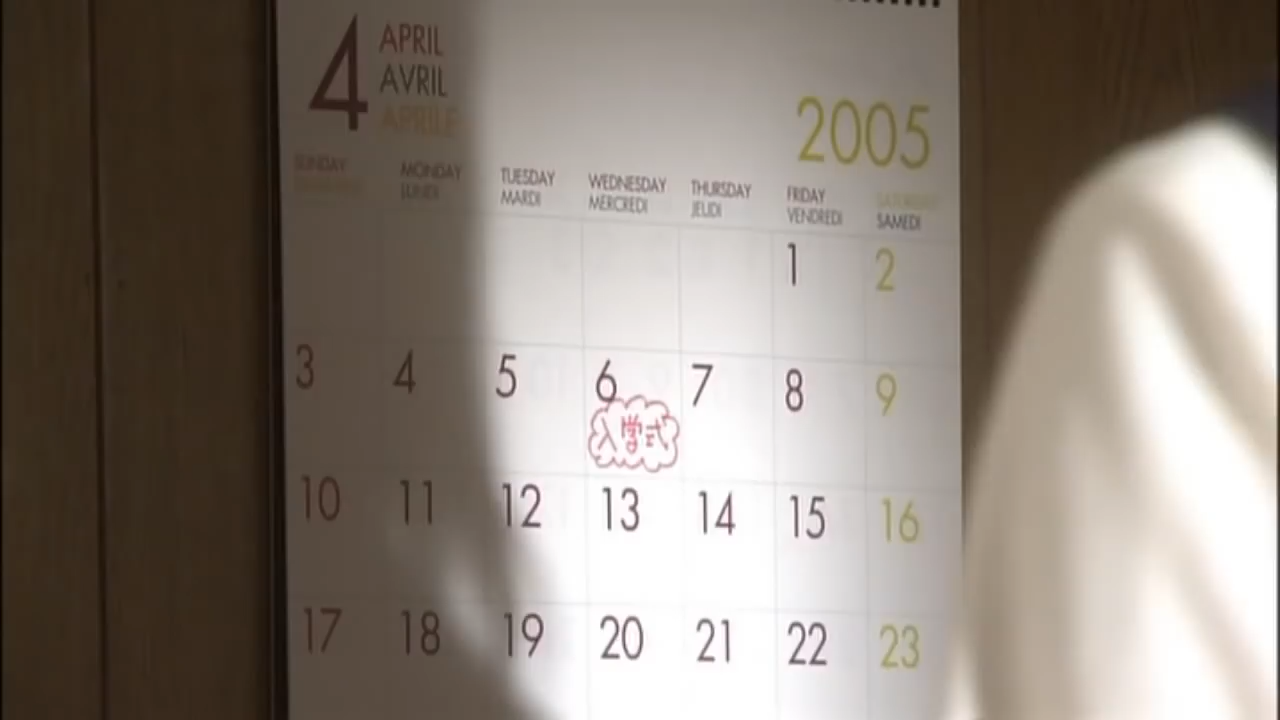 4
APRIL
AVRIL
APRILE
2005
SUNDAY MONDAY TUESDAY WEDNESDAY THURSDAY FRIDAY SATURDAY
DIMANCHE LUNDI MARDI MERCREDI JEUDI VENDREDI SAMEDI
1 2
3 4 5 6 7 8 9
入学式
10 11 12 13 14 15 16
17 18 19 20 21 22 23